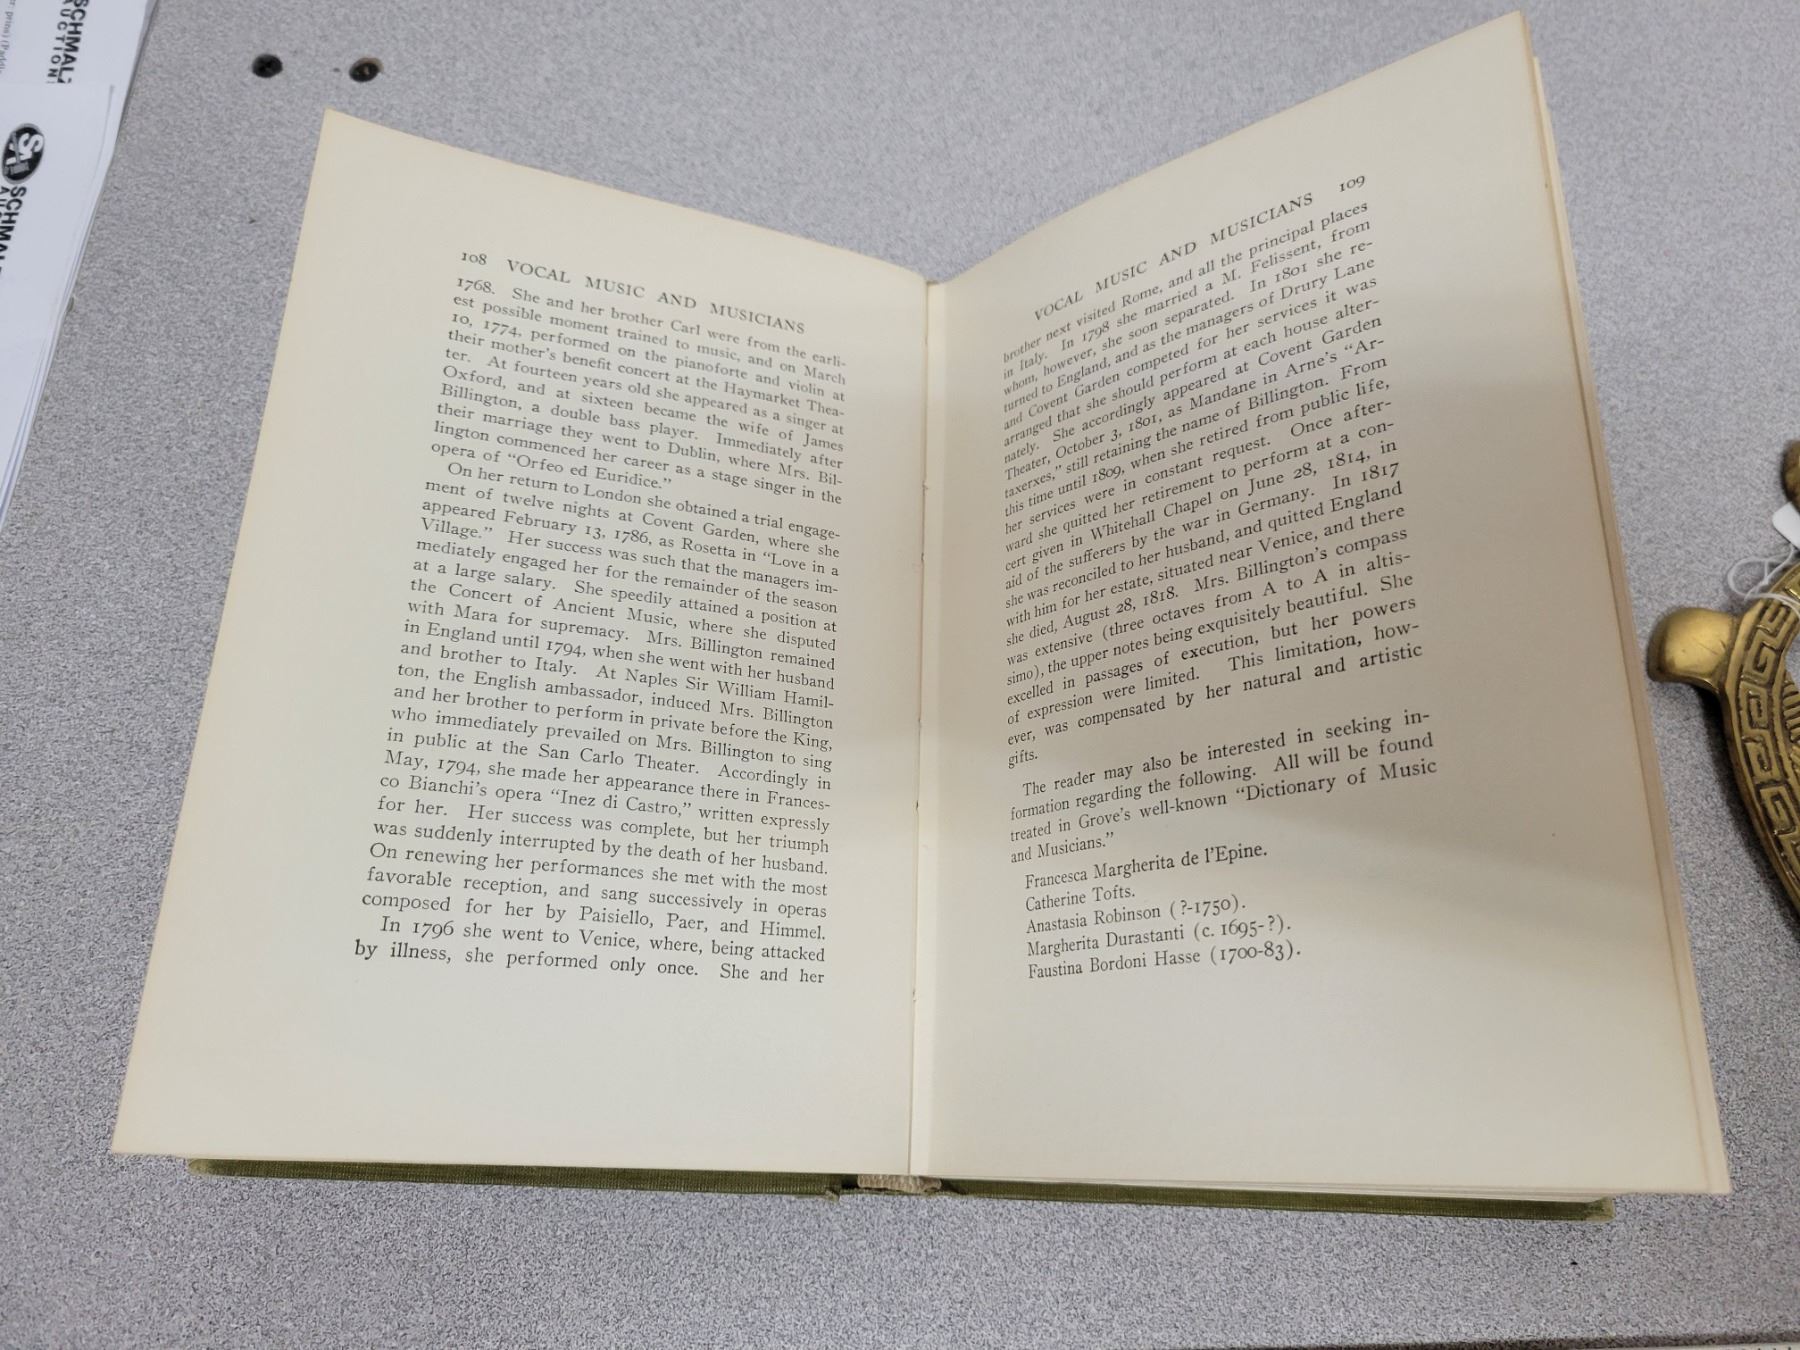 108 VOCAL MUSIC AND MUSICIANS
1768. She and her brother Carl were from the earli-
est possible moment trained to music, and on March
10, 1774, performed on the pianoforte and violin at
their mother's benefit concert at the Haymarket Thea-
ter. At fourteen years old she appeared as a singer at
Oxford, and at sixteen became the wife of James
Billington, a double bass player. Immediately after
their marriage they went to Dublin, where Mrs. Bil-
lington commenced her career as a stage singer in the
opera of "Orfeo ed Euridice."
On her return to London she obtained a trial engage-
ment of twelve nights at Covent Garden, where she
appeared February 13, 1786, as Rosetta in "Love in a
Village." Her success was such that the managers im-
mediately engaged her for the remainder of the season
at a large salary. She speedily attained a position at
the Concert of Ancient Music, where she disputed
with Mara for supremacy. Mrs. Billington remained
in England until 1794, when she went with her husband
and brother to Italy. At Naples Sir William Hamil-
ton, the English ambassador, induced Mrs. Billington
and her brother to perform in private before the King,
who immediately prevailed on Mrs. Billington to sing
in public at the San Carlo Theater. Accordingly in
May, 1794, she made her appearance there in Frances-
co Bianchi's opera "Inez di Castro," written expressly
for her. Her success was complete, but her triumph
was suddenly interrupted by the death of her husband.
On renewing her performances she met with the most
favorable reception, and sang successively in operas
composed for her by Paisiello, Paer, and Himmel.
In 1796 she went to Venice, where, being attacked
by illness, she performed only once. She and her
VOCAL MUSIC AND MUSICIANS 109
brother next visited Rome, and all the principal places
in Italy. In 1798 she married a M. Felissent, from
whom, however, she soon separated. In 1801 she re-
turned to England, and as the managers of Drury Lane
and Covent Garden competed for her services it was
arranged that she should perform at each house alter-
nately. She accordingly appeared at Covent Garden
Theater, October 3, 1801, as Mandane in Arne's "Ar-
taxerxes," still retaining the name of Billington. From
this time until 1809, when she retired from public life,
her services were in constant request. Once after-
ward she quitted her retirement to perform at a con-
cert given in Whitehall Chapel on June 28, 1814, in
aid of the sufferers by the war in Germany. In 1817
she was reconciled to her husband, and quitted England
with him for her estate, situated near Venice, and there
she died, August 28, 1818. Mrs. Billington's compass
was extensive (three octaves from A to A in altis-
simo), the upper notes being exquisitely beautiful. She
excelled in passages of execution, but her powers
of expression were limited. This limitation, how-
ever, was compensated by her natural and artistic
gifts.
The reader may also be interested in seeking in-
formation regarding the following. All will be found
treated in Grove's well-known "Dictionary of Music
and Musicians."
Francesca Margherita de l'Epine.
Catherine Tofts.
Anastasia Robinson (?-1750).
Margherita Durastanti (c. 1695-?).
Faustina Bordoni Hasse (1700-83).